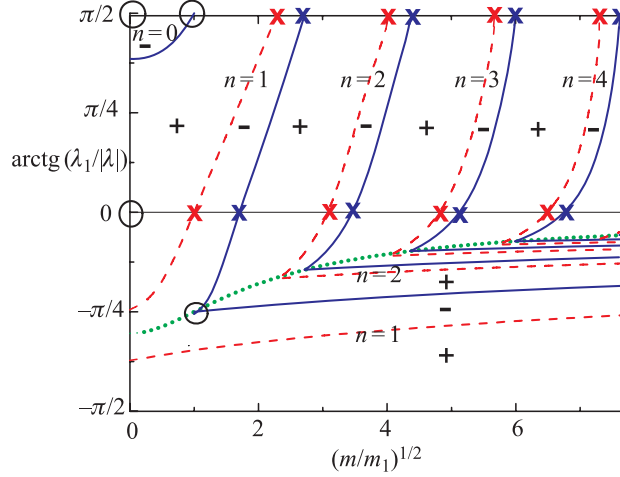 π/2
n=0
-
n=1
n=2
n=3
n=4
π/4
+ - + - + - + -
arctg (λ₁/|λ|)
0
n=2
+
−π/4
-
n=1
+
−π/2
0 2 4 6
(m/m₁)^{1/2}